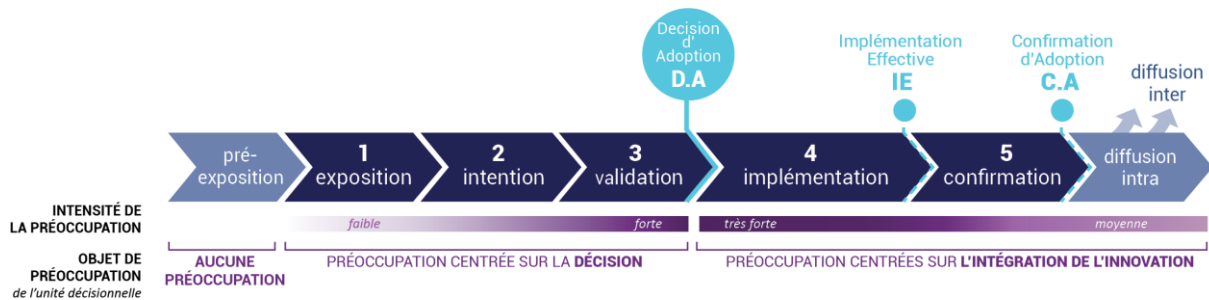 Decision
d'
Adoption
D.A
Implémentation
Effective
IE
Confirmation
d'Adoption
C.A
diffusion
inter
pré-
exposition
1
exposition
2
intention
3
validation
4
implémentation
5
confirmation
diffusion
intra
INTENSITÉ DE
LA PRÉOCCUPATION
faible
forte
très forte
moyenne
OBJET DE
PRÉOCCUPATION
de l'unité décisionnelle
AUCUNE
PRÉOCCUPATION
PRÉOCCUPATION CENTRÉE SUR LA DÉCISION
PRÉOCCUPATION CENTRÉES SUR L'INTÉGRATION DE L'INNOVATION